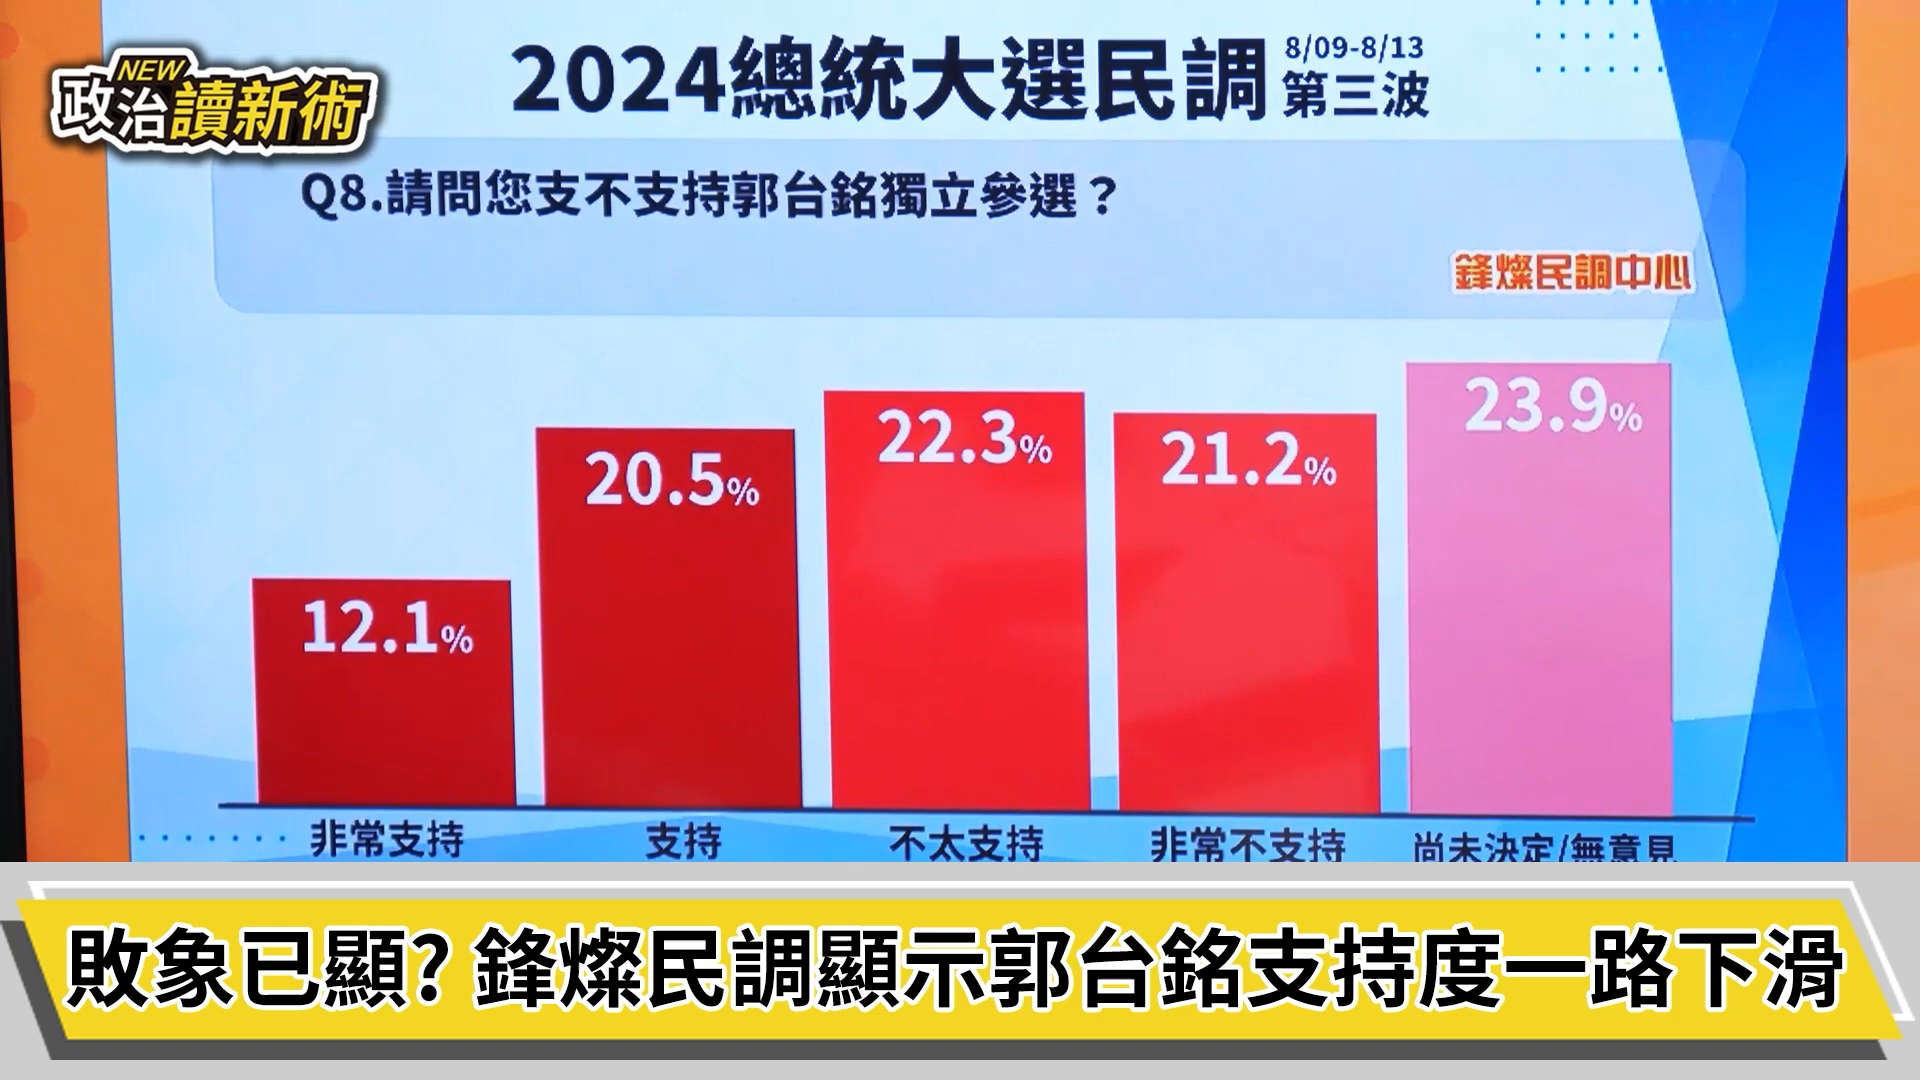 NEW
政治讀新術
2024總統大選民調
8/09-8/13
第三波
Q8.請問您支不支持郭台銘獨立參選？
鋒燦民調中心
12.1%
20.5%
22.3%
21.2%
23.9%
非常支持
支持
不太支持
非常不支持
尚未決定/無意見
敗象已顯? 鋒燦民調顯示郭台銘支持度一路下滑